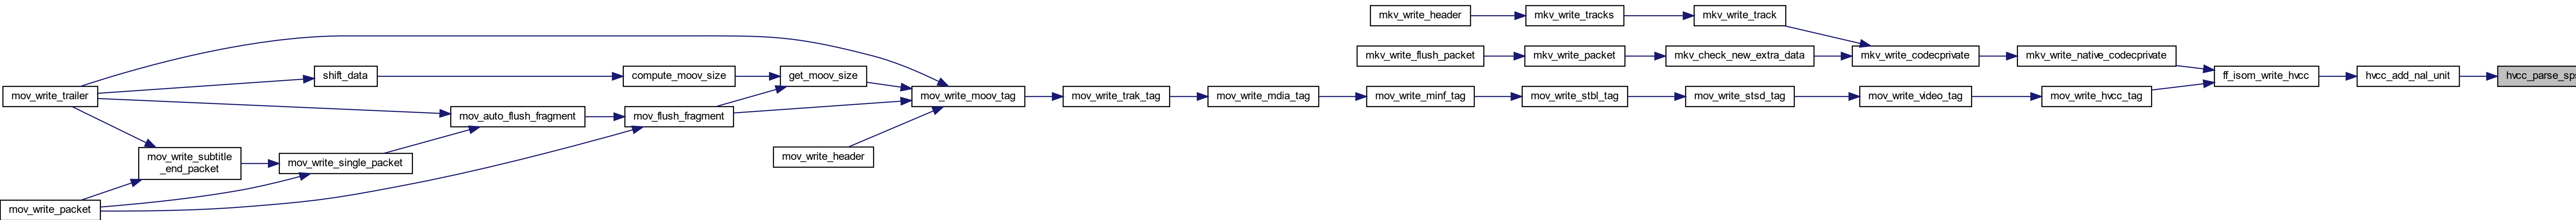 mkv_write_header
mkv_write_tracks
mkv_write_track
mkv_write_flush_packet
mkv_write_packet
mkv_check_new_extra_data
mkv_write_codecprivate
mkv_write_native_codecprivate
shift_data
compute_moov_size
get_moov_size
ff_isom_write_hvcc
hvcc_add_nal_unit
hvcc_parse_sps
mov_write_trailer
mov_write_moov_tag
mov_write_trak_tag
mov_write_mdia_tag
mov_write_minf_tag
mov_write_stbl_tag
mov_write_stsd_tag
mov_write_video_tag
mov_write_hvcc_tag
mov_auto_flush_fragment
mov_flush_fragment
mov_write_subtitle
_end_packet
mov_write_single_packet
mov_write_header
mov_write_packet